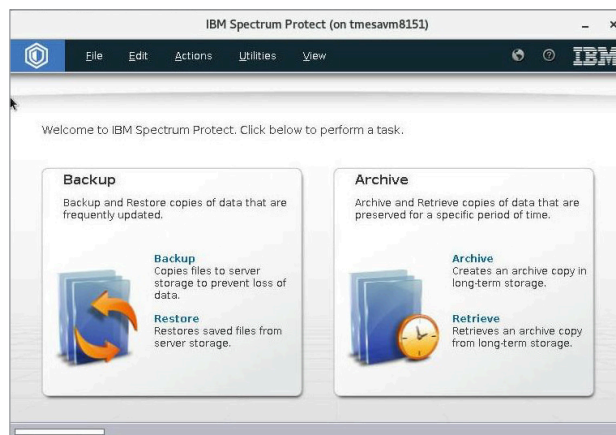 IBM Spectrum Protect (on tmesavm8151)
File Edit Actions Utilities View
IBM
Welcome to IBM Spectrum Protect. Click below to perform a task.
Backup
Backup and Restore copies of data that are
frequently updated.
Backup
Copies files to server
storage to prevent loss of
data.
Restore
Restores saved files from
server storage.
Archive
Archive and Retrieve copies of data that are
preserved for a specific period of time.
Archive
Creates an archive copy in
long-term storage.
Retrieve
Retrieves an archive copy
from long-term storage.